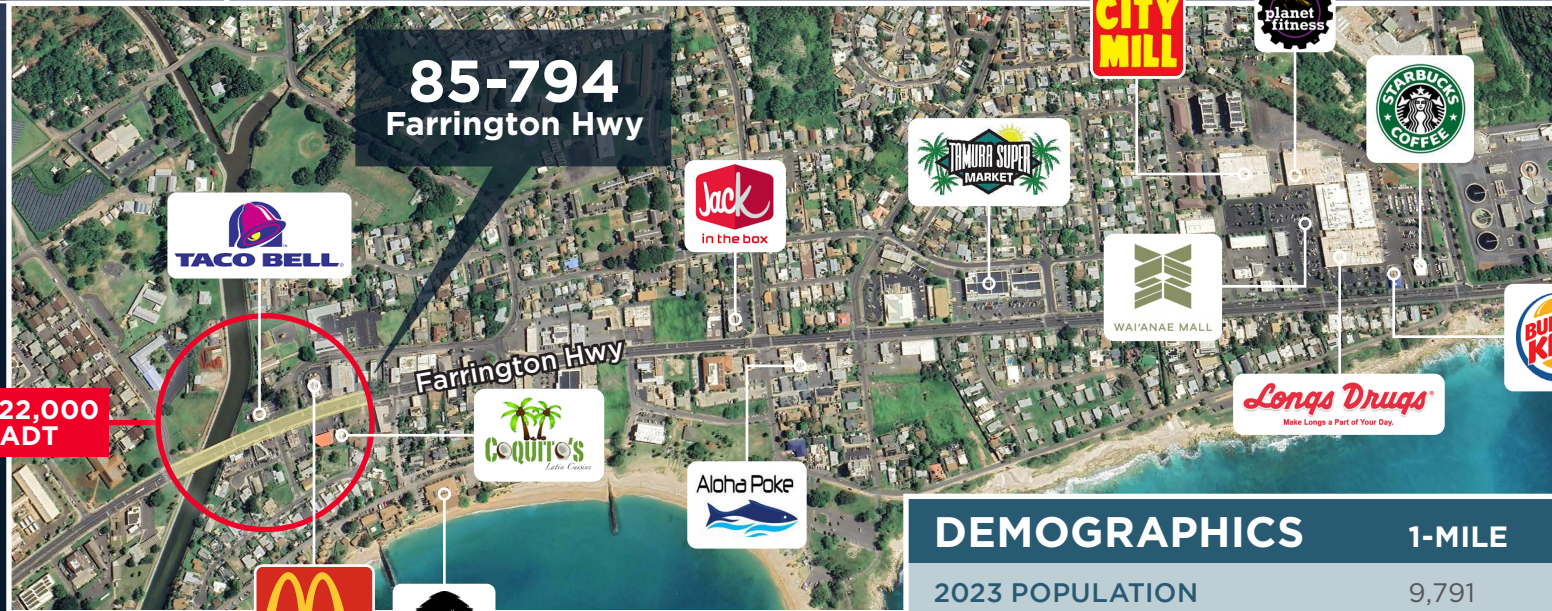 CITY
MILL
planet
fitness
85-794
Farrington Hwy
STARBUCKS
COFFEE
TAMURA SUPER
MARKET
Jack
in the box
TACO BELL
WAI'ANAE MALL
Farrington Hwy
22,000
ADT
Longs Drugs
Make Longs a Part of Your Day.
COQUITO'S
Latin Cuisine
Aloha Poke
DEMOGRAPHICS 1-MILE
2023 POPULATION 9,791